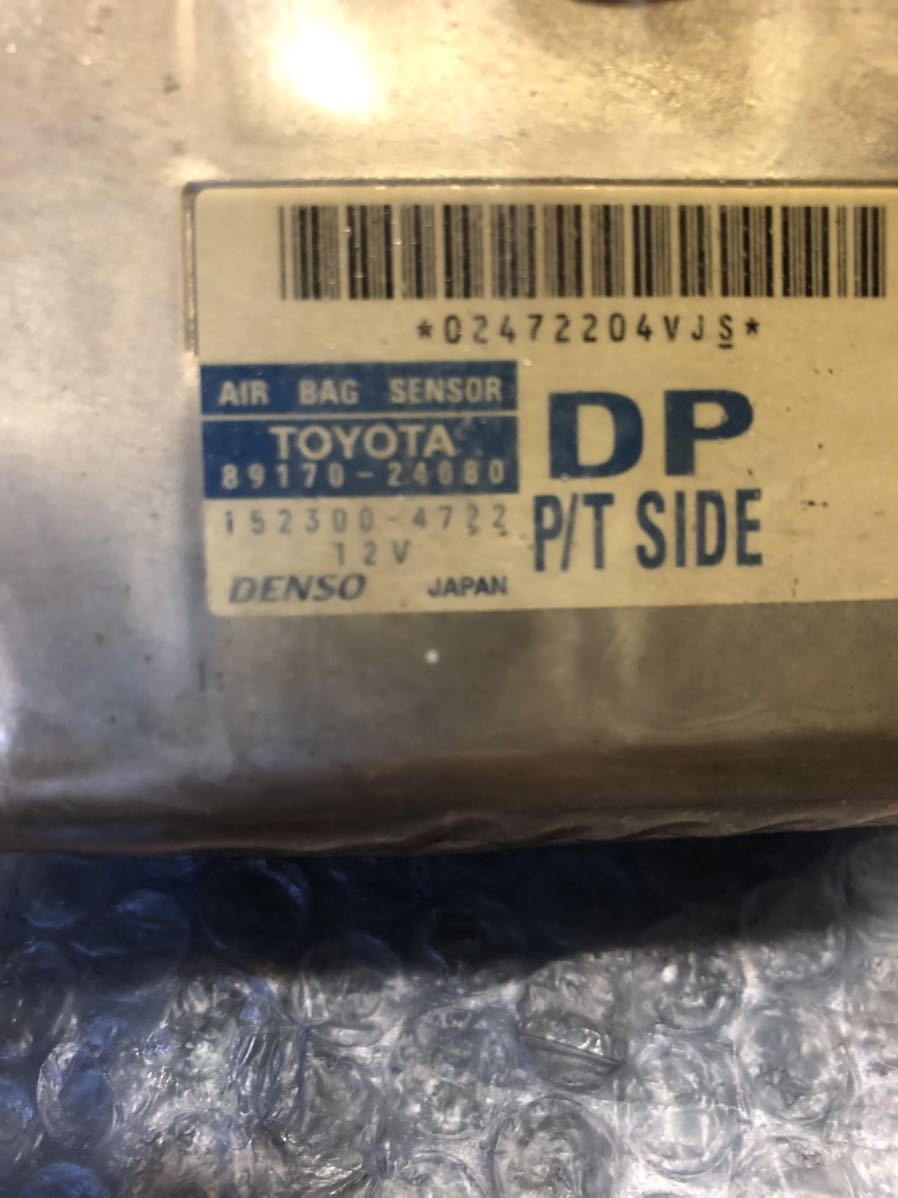 *02472204VJS*
AIR BAG SENSOR
TOYOTA
89170-24080
152300-4722
12V
DENSO JAPAN
DP
P/T SIDE